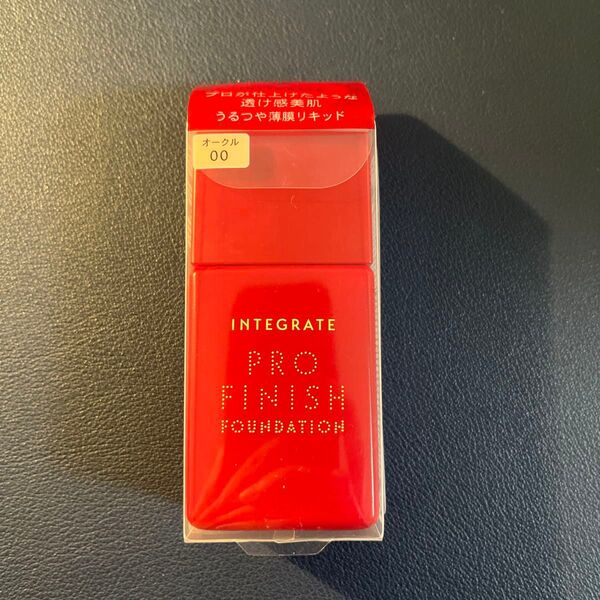 プロが仕上げたような
透け感美肌
うるつや薄膜リキッド
オークル
00
INTEGRATE
PRO
FINISH
FOUNDATION